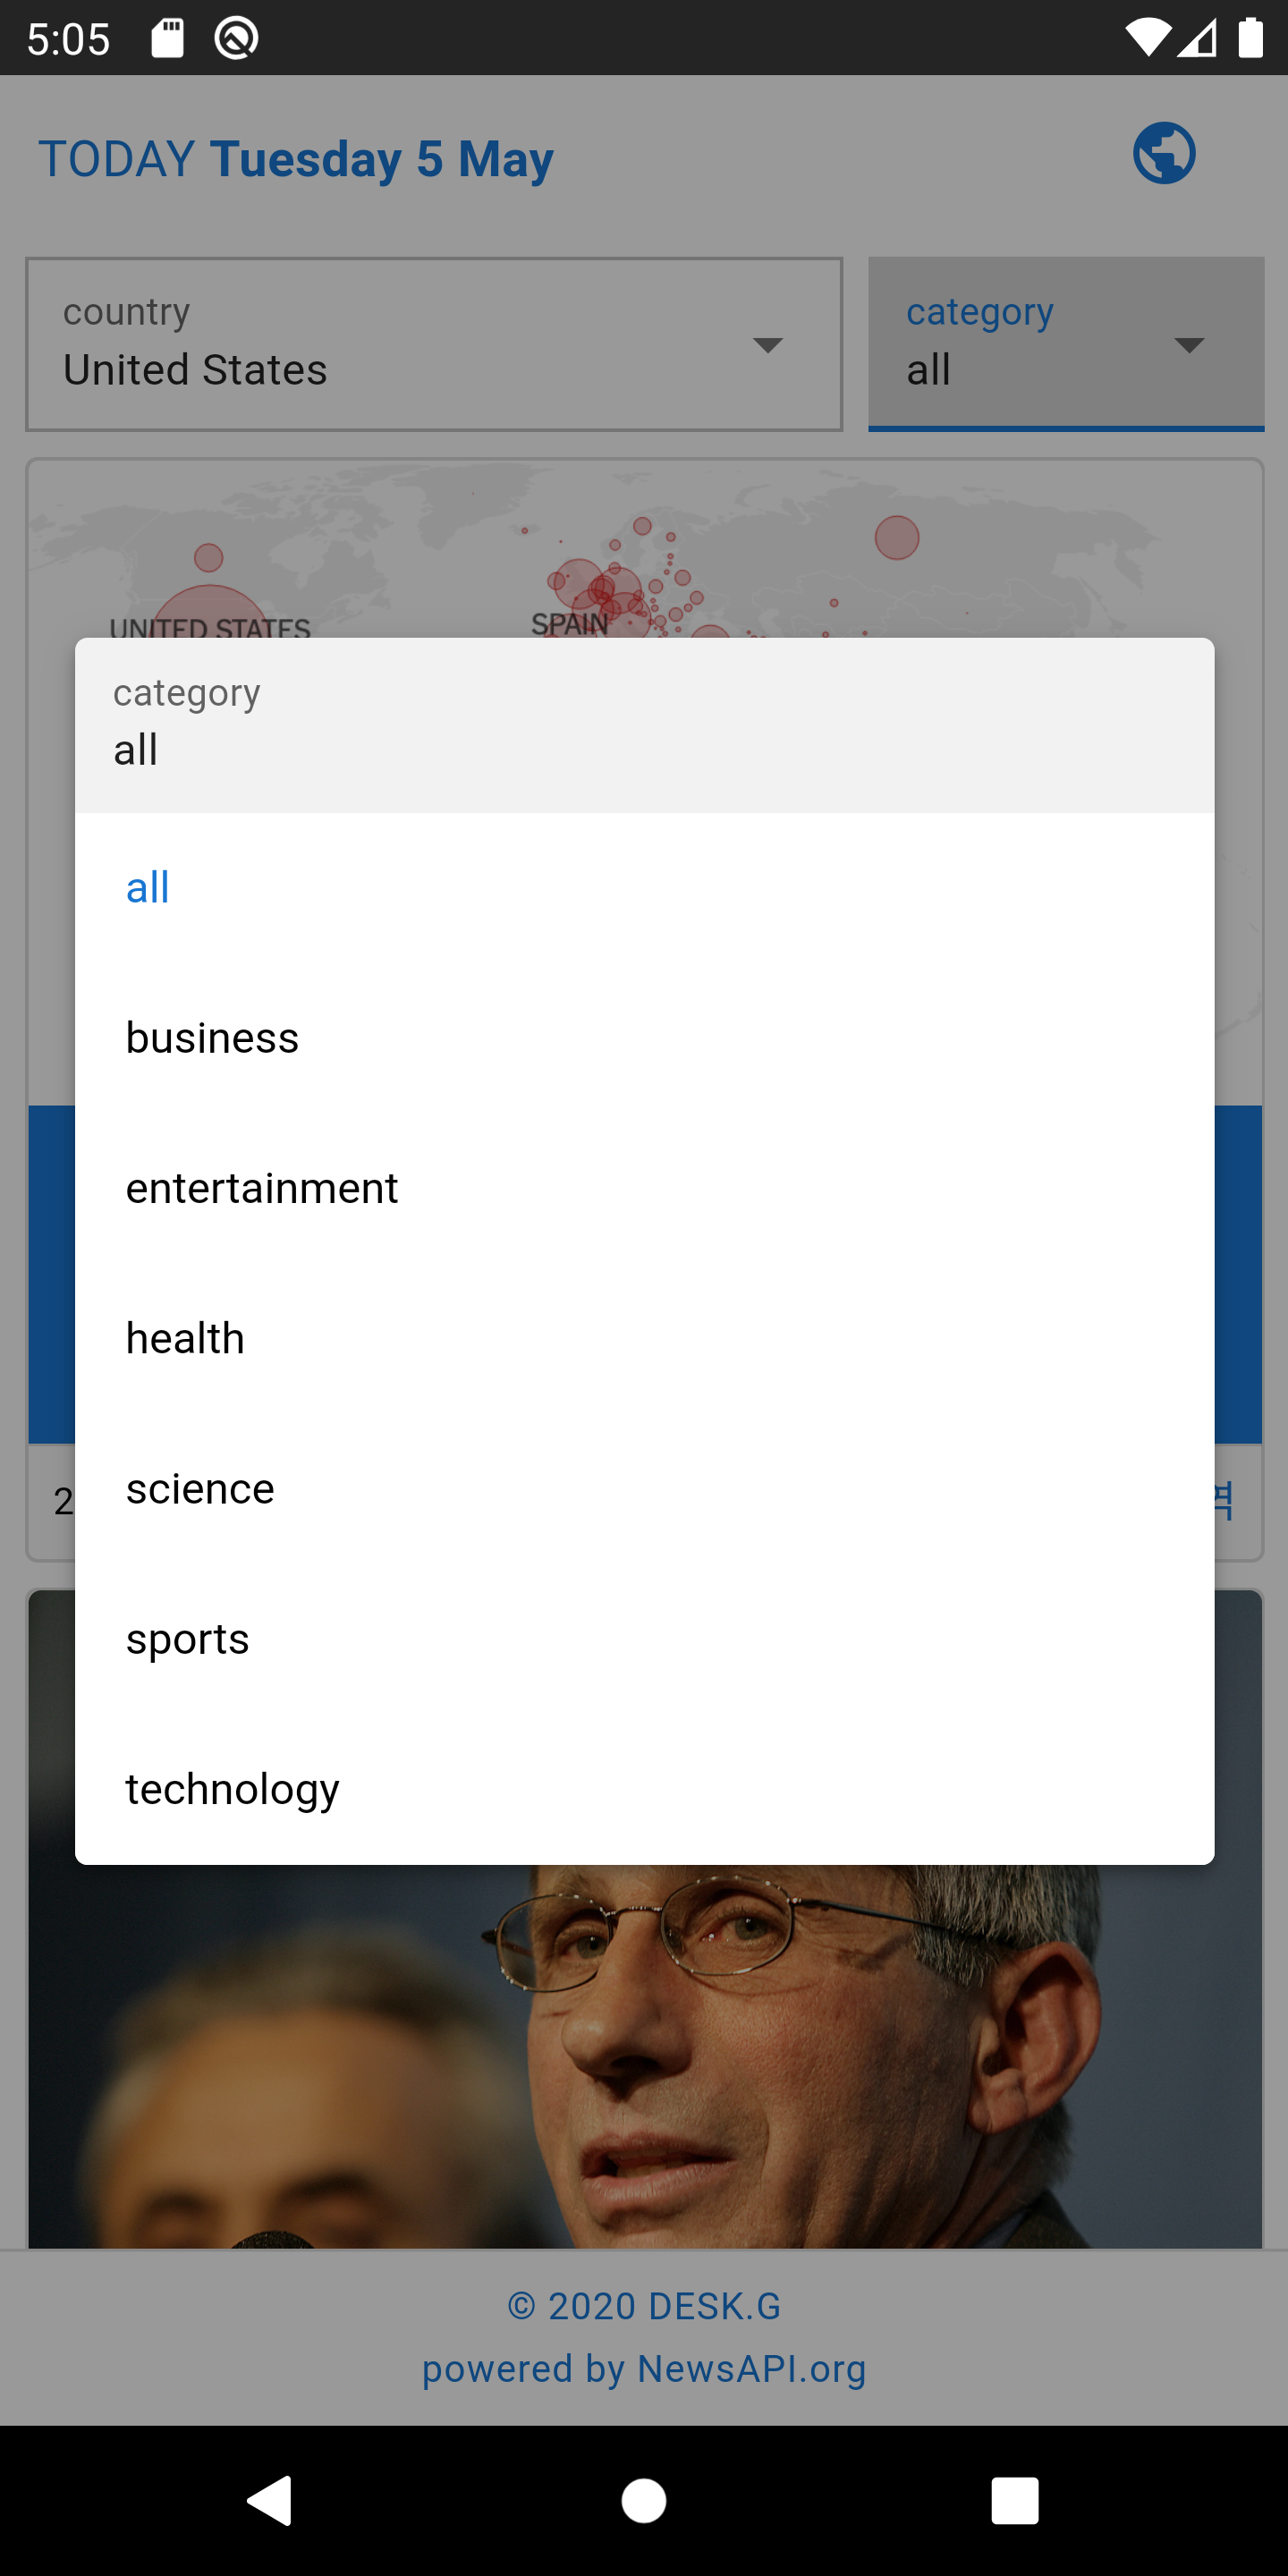 5:05
TODAY Tuesday 5 May
country
United States
category
all
UNITED STATES
SPAIN
category
all
all
business
entertainment
health
science
sports
technology
2
© 2020 DESK.G
powered by NewsAPI.org